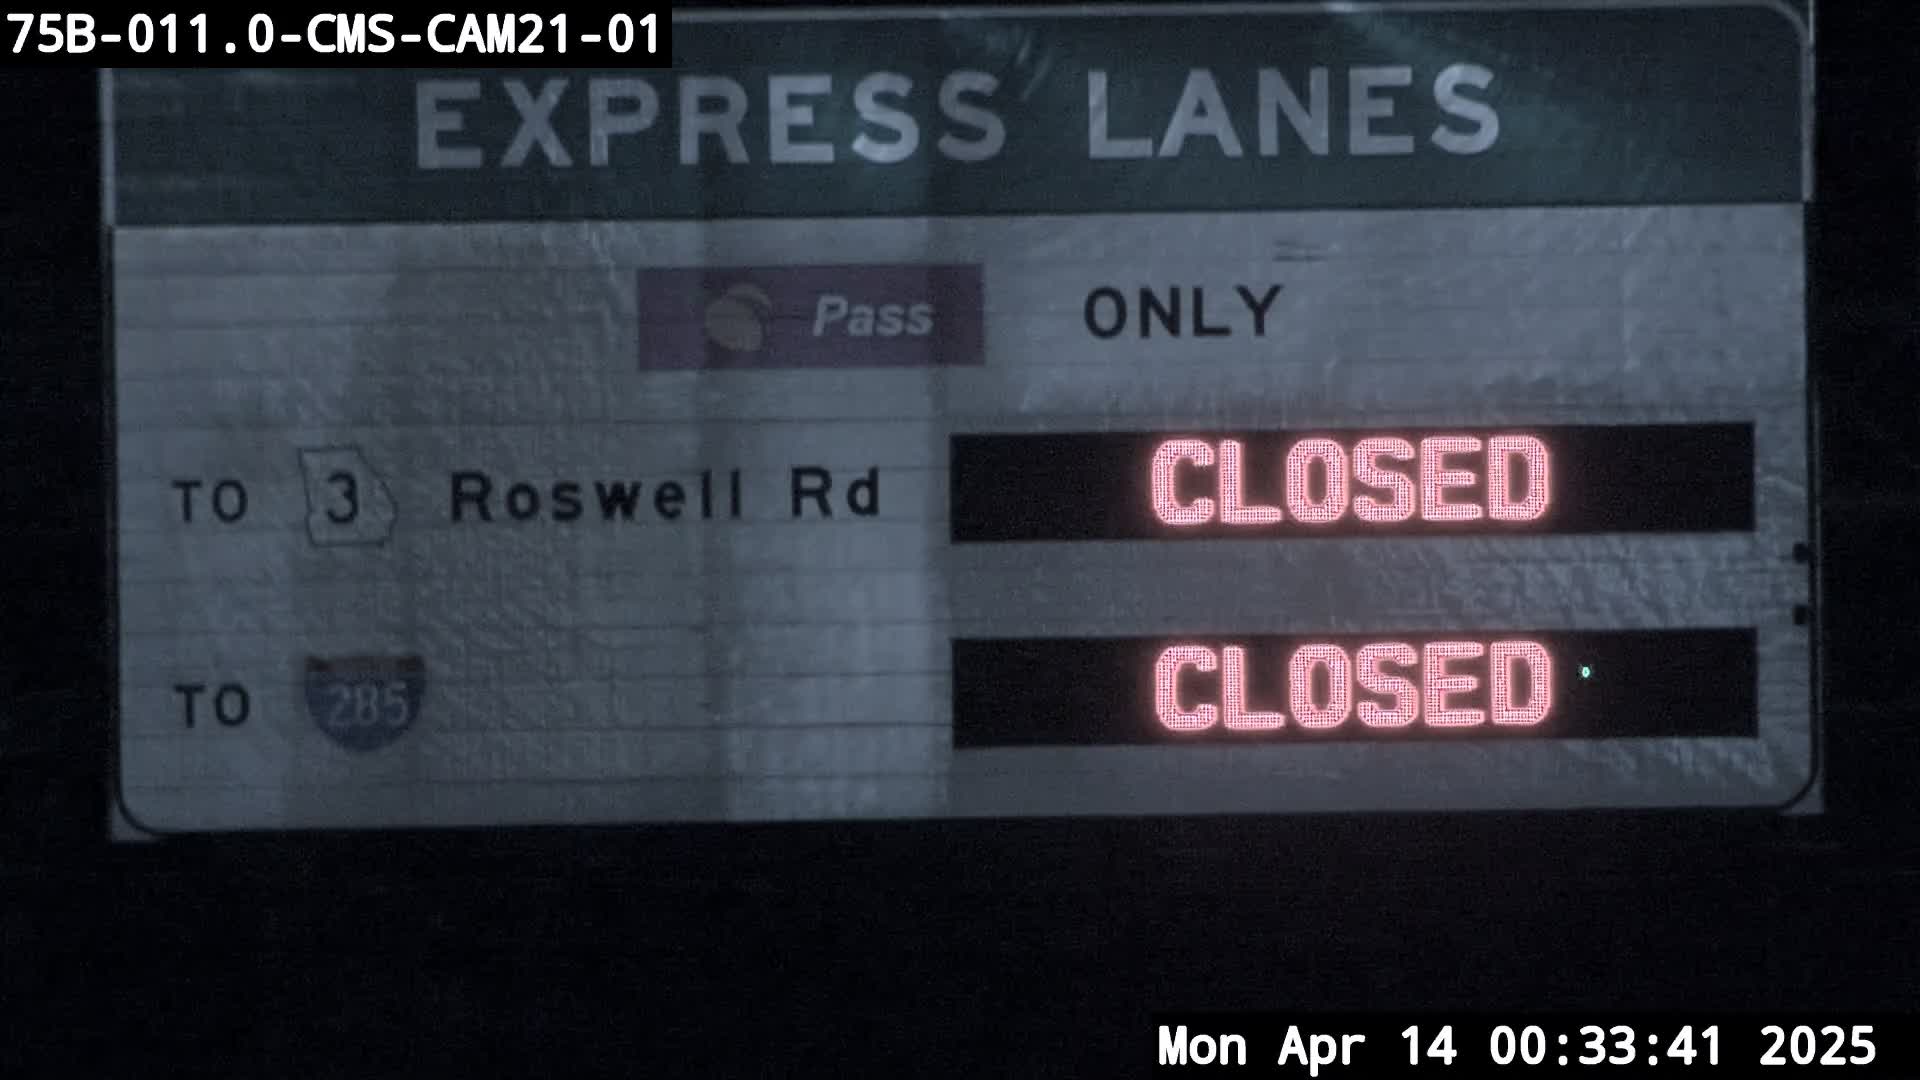 75B-011.0-CMS-CAM21-01
EXPRESS LANES
Pass ONLY
TO 3 Roswell Rd CLOSED
TO 285 CLOSED
Mon Apr 14 00:33:41 2025